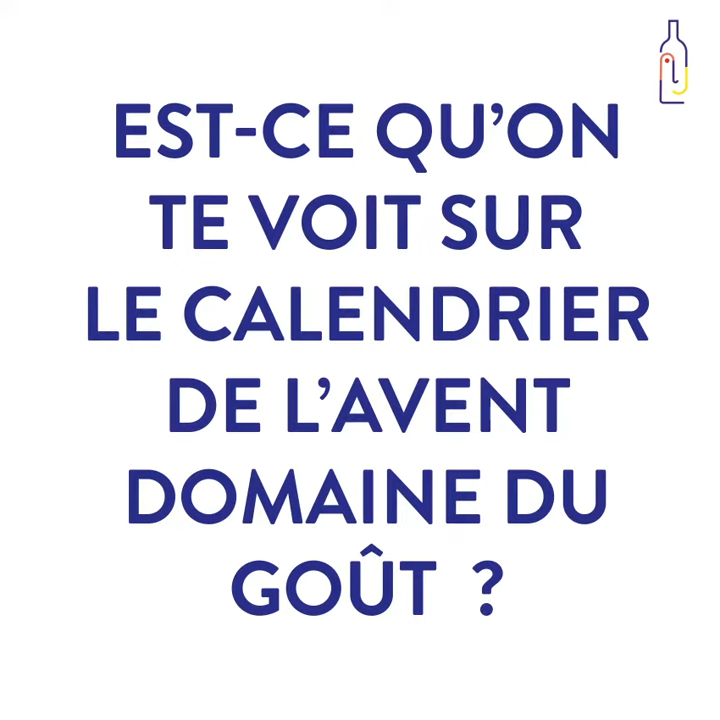 EST-CE QU’ON
TE VOIT SUR
LE CALENDRIER
DE L’AVENT
DOMAINE DU
GOÛT ?